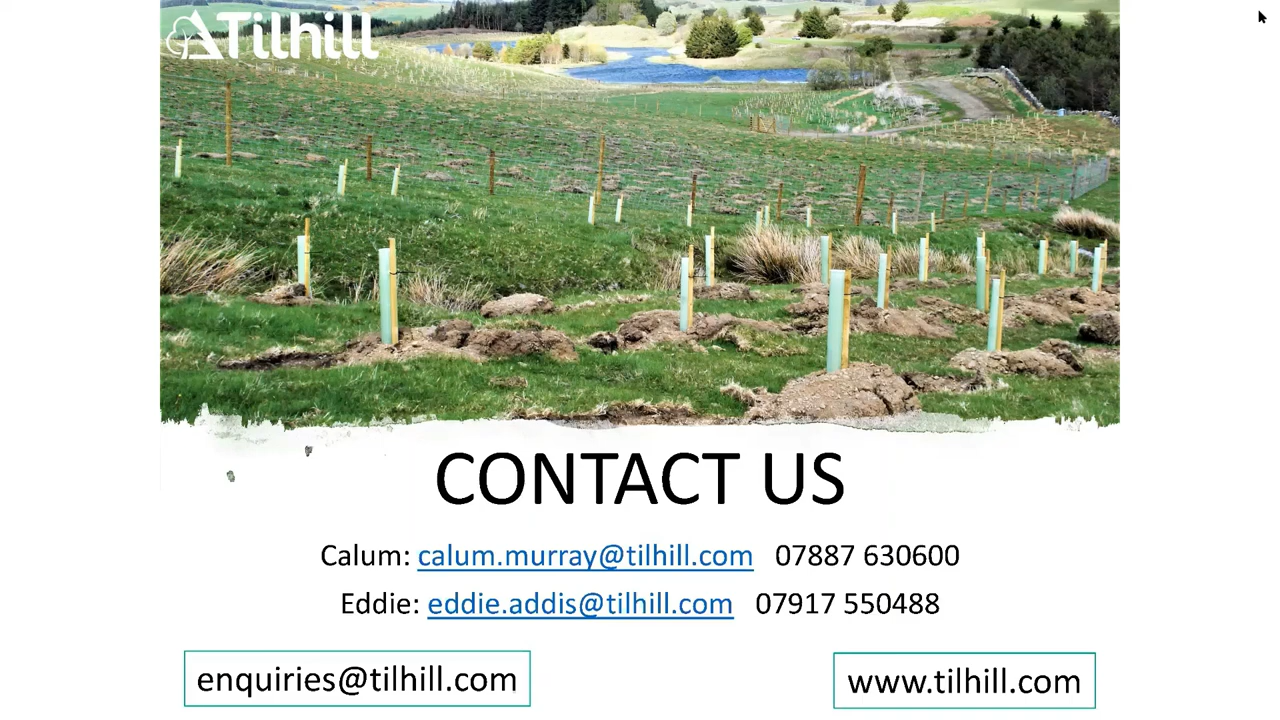 Tilhill
CONTACT US
Calum: calum.murray@tilhill.com 07887 630600
Eddie: eddie.addis@tilhill.com 07917 550488
enquiries@tilhill.com
www.tilhill.com